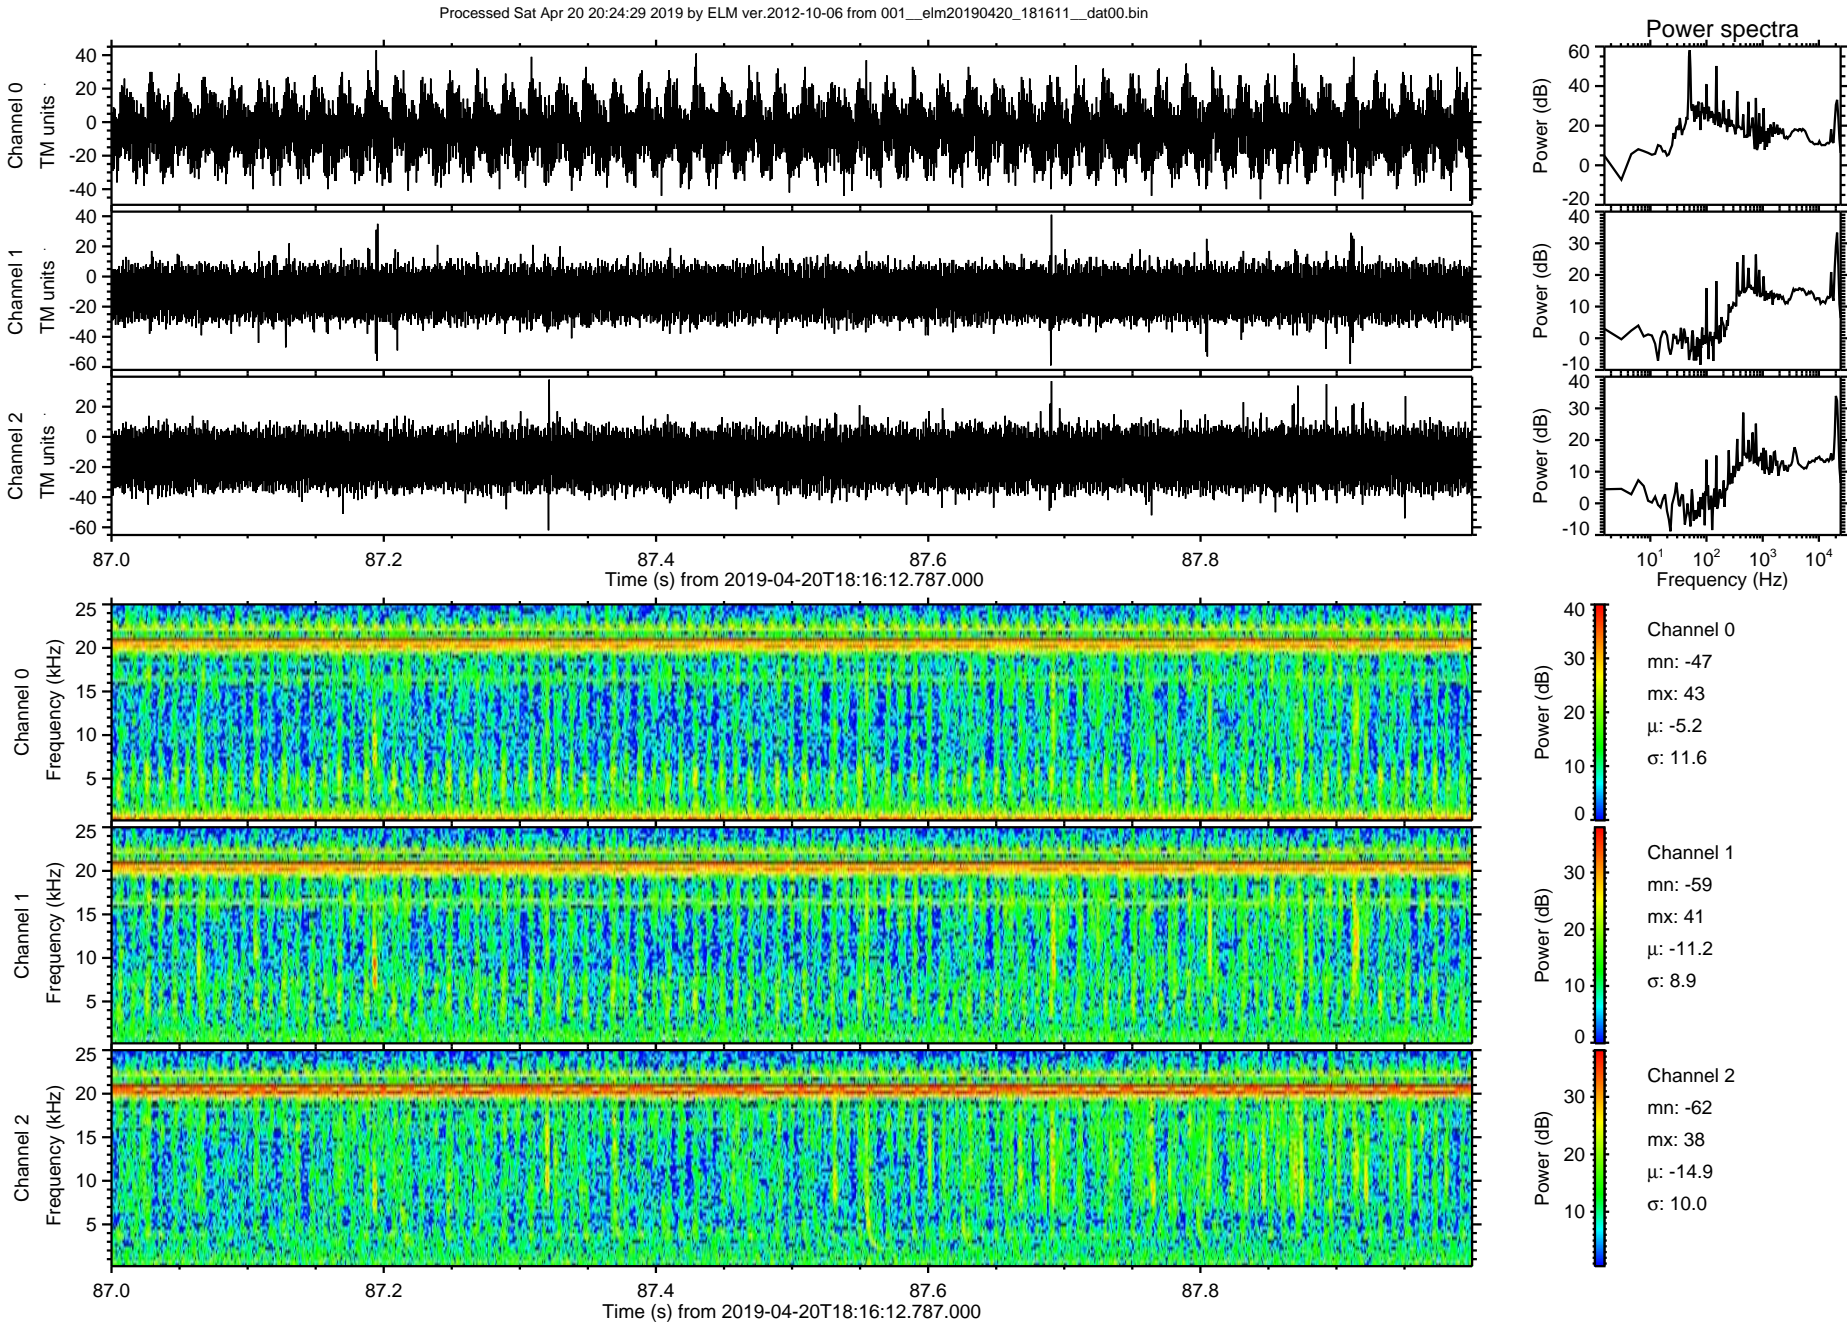 Processed Sat Apr 20 20:24:29 2019 by ELM ver.2012-10-06 from 001__elm20190420_181611__dat00.bin
Power spectra
Channel 0
TM units
40
20
0
-20
-40
Power (dB)
60
40
20
0
-20
Channel 1
TM units
40
20
0
-20
-40
-60
Power (dB)
40
30
20
10
0
-10
Channel 2
TM units
20
0
-20
-40
-60
Power (dB)
40
30
20
10
0
-10
87.0 87.2 87.4 87.6 87.8
Time (s) from 2019-04-20T18:16:12.787.000
10^1 10^2 10^3 10^4
Frequency (Hz)
Channel 0
Frequency (kHz)
25
20
15
10
5
Power (dB)
40
30
20
10
0
Channel 0
mn: -47
mx: 43
μ: -5.2
σ: 11.6
Channel 1
Frequency (kHz)
25
20
15
10
5
Power (dB)
30
20
10
0
Channel 1
mn: -59
mx: 41
μ: -11.2
σ: 8.9
Channel 2
Frequency (kHz)
25
20
15
10
5
Power (dB)
30
20
10
Channel 2
mn: -62
mx: 38
μ: -14.9
σ: 10.0
87.0 87.2 87.4 87.6 87.8
Time (s) from 2019-04-20T18:16:12.787.000